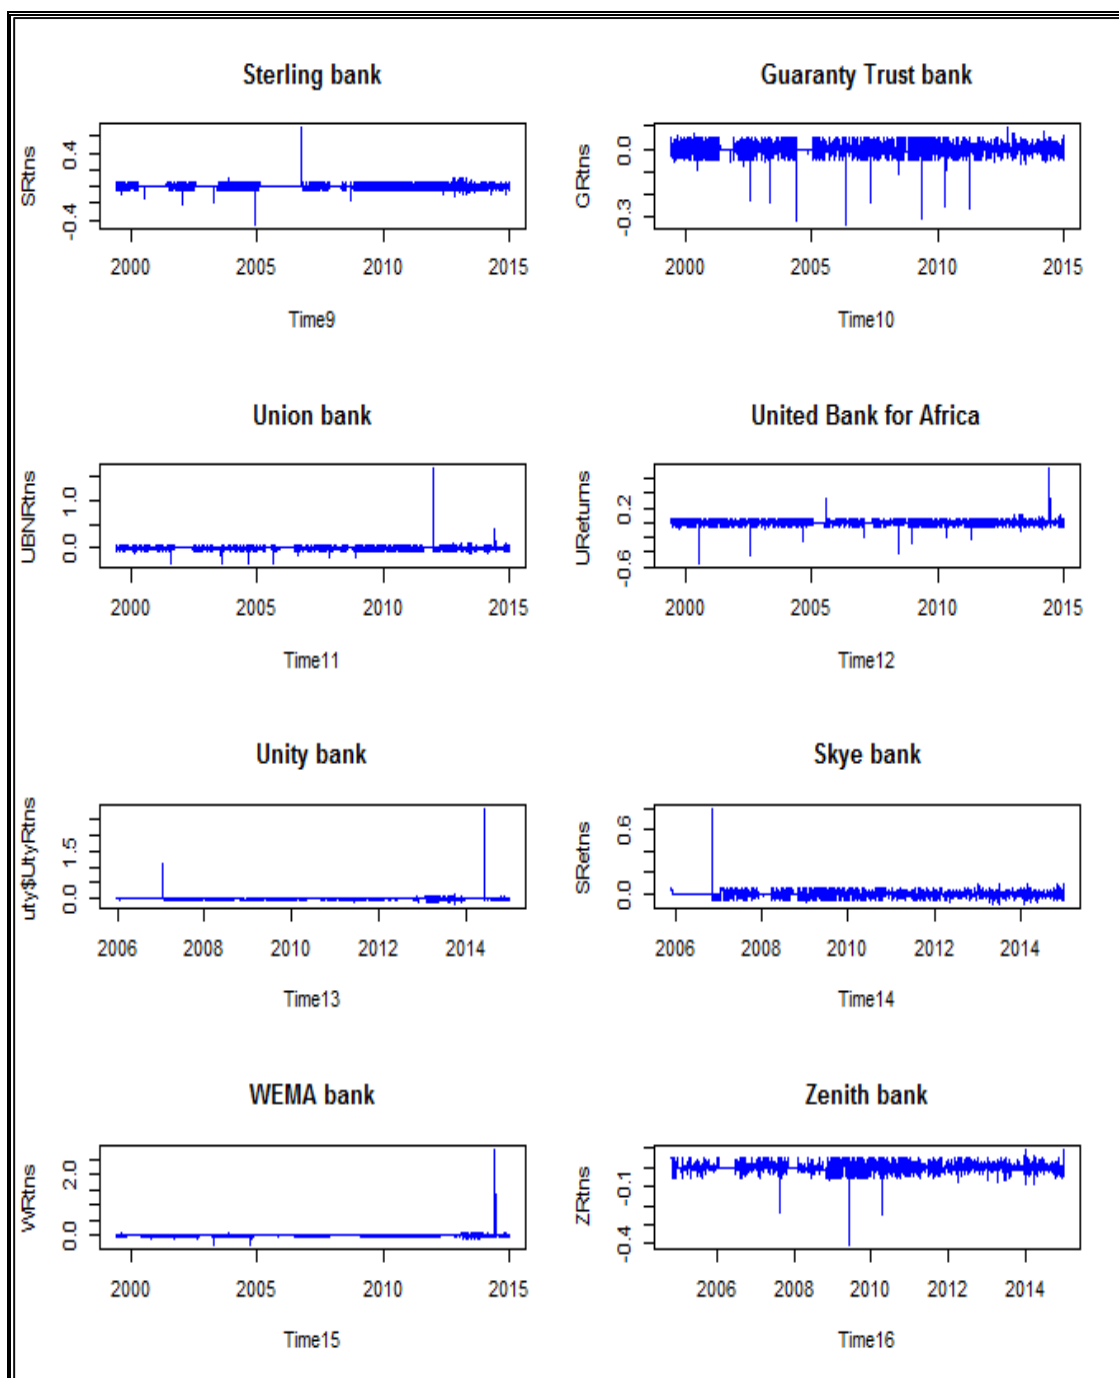 Sterling bank
SRtns
0.4
-0.4
2000 2005 2010 2015
Time9
Guaranty Trust bank
GRtns
0.0
-0.3
2000 2005 2010 2015
Time10
Union bank
UBNRtns
1.0
0.0
2000 2005 2010 2015
Time11
United Bank for Africa
UReturns
0.2
-0.6
2000 2005 2010 2015
Time12
Unity bank
uty$UtyRtns
1.5
0.0
2006 2008 2010 2012 2014
Time13
Skye bank
SRetns
0.6
0.0
2006 2008 2010 2012 2014
Time14
WEMA bank
WRtns
2.0
0.0
2000 2005 2010 2015
Time15
Zenith bank
ZRtns
-0.1
-0.4
2006 2008 2010 2012 2014
Time16